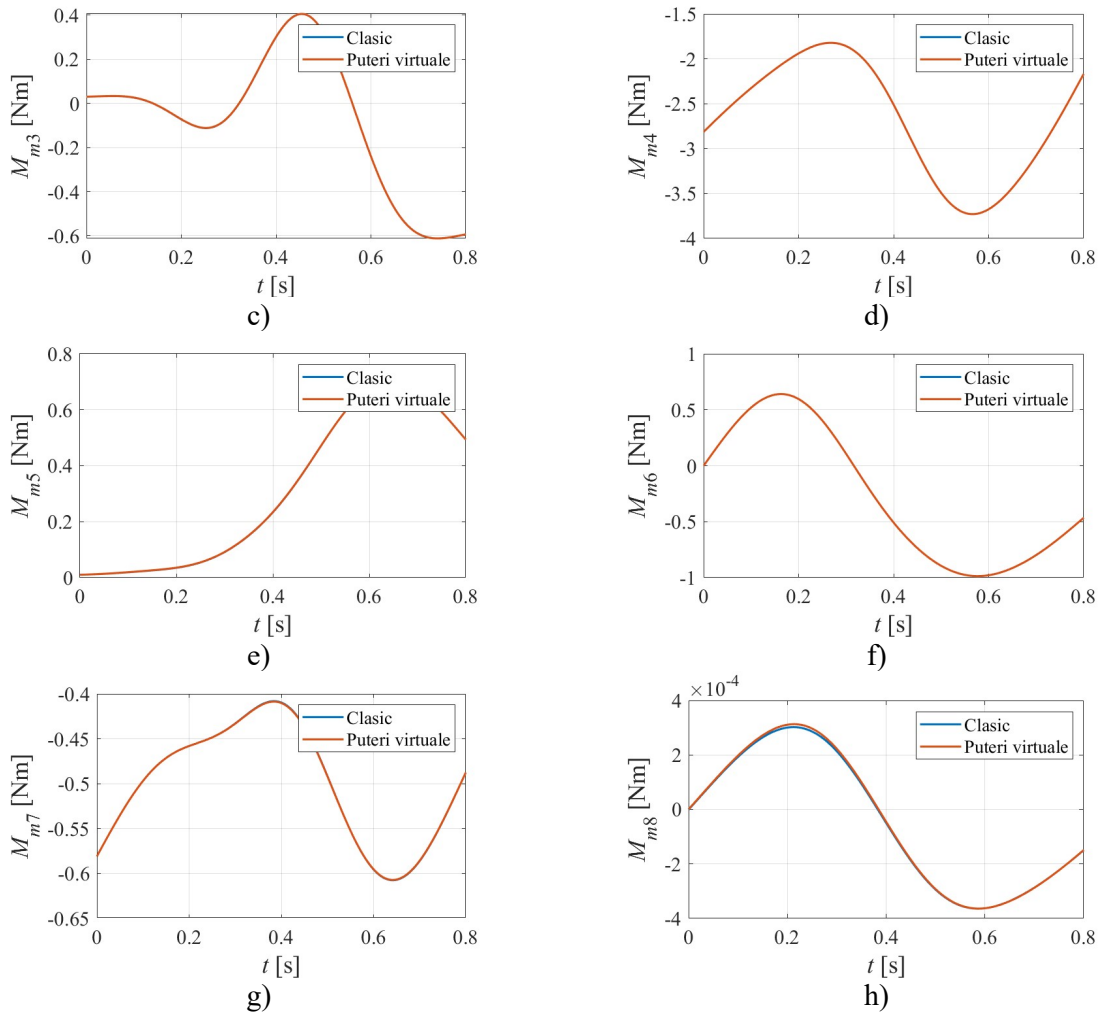 0.4
0.2
0
-0.2
-0.4
-0.6
M_m3 [Nm]
Clasic
Puteri virtuale
0 0.2 0.4 0.6 0.8
t [s]
c)
-1.5
-2
-2.5
-3
-3.5
-4
M_m4 [Nm]
Clasic
Puteri virtuale
0 0.2 0.4 0.6 0.8
t [s]
d)
0.8
0.6
0.4
0.2
0
M_m5 [Nm]
Clasic
Puteri virtuale
0 0.2 0.4 0.6 0.8
t [s]
e)
1
0.5
0
-0.5
-1
M_m6 [Nm]
Clasic
Puteri virtuale
0 0.2 0.4 0.6 0.8
t [s]
f)
-0.4
-0.45
-0.5
-0.55
-0.6
-0.65
M_m7 [Nm]
Clasic
Puteri virtuale
0 0.2 0.4 0.6 0.8
t [s]
g)
×10⁻⁴
4
2
0
-2
-4
M_m8 [Nm]
Clasic
Puteri virtuale
0 0.2 0.4 0.6 0.8
t [s]
h)